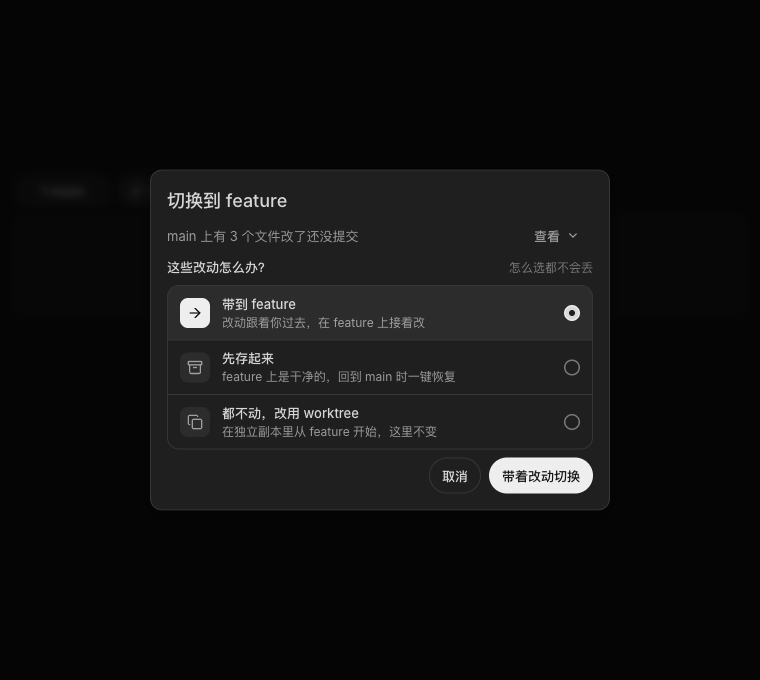 切换到 feature
main 上有 3 个文件改了还没提交
查看
这些改动怎么办?
怎么选都不会丢
带到 feature
改动跟着你过去，在 feature 上接着改
先存起来
feature 上是干净的，回到 main 时一键恢复
都不动，改用 worktree
在独立副本里从 feature 开始，这里不变
取消
带着改动切换